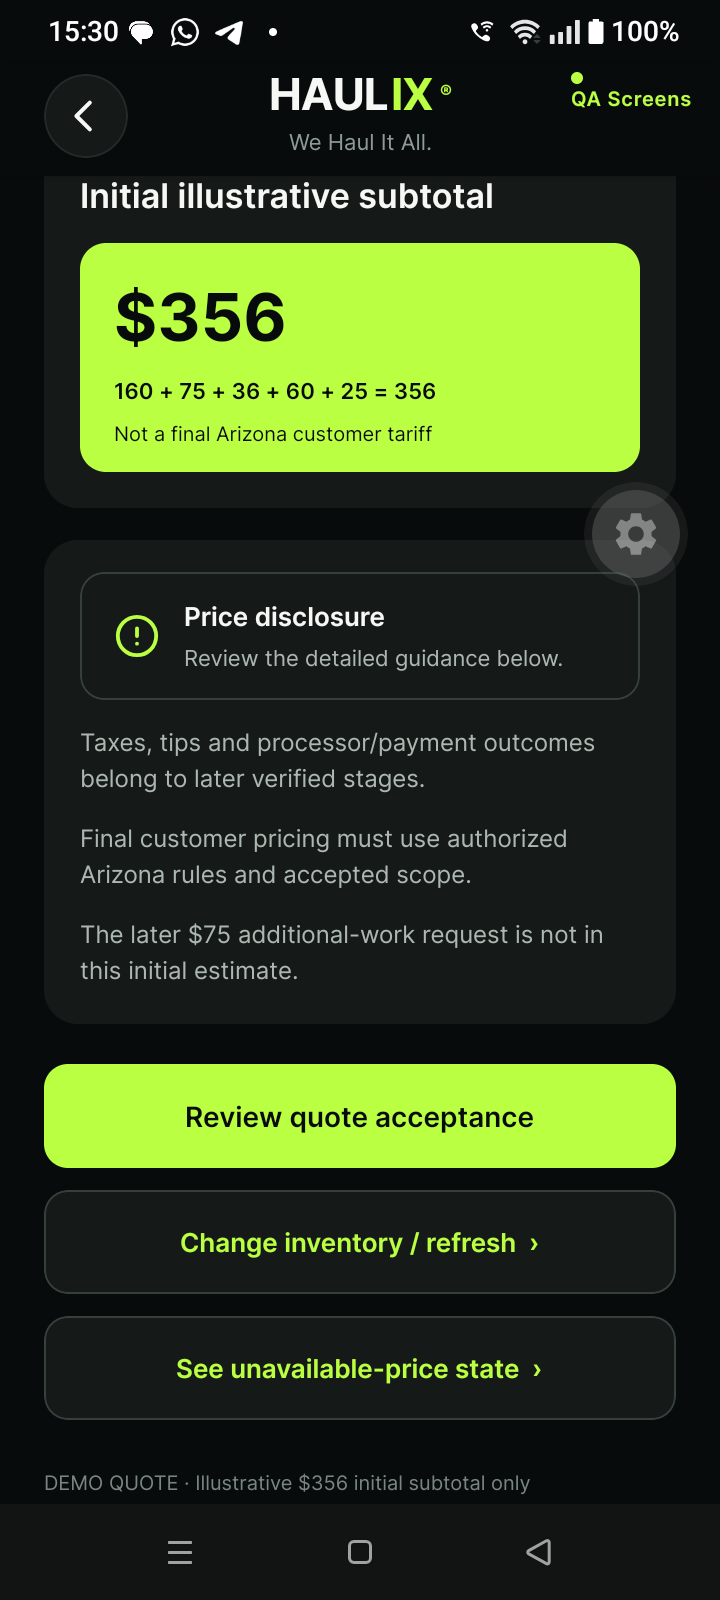 15:30
100%
HAULIX ®
We Haul It All.
QA Screens
Initial illustrative subtotal
$356
160 + 75 + 36 + 60 + 25 = 356
Not a final Arizona customer tariff
Price disclosure
Review the detailed guidance below.
Taxes, tips and processor/payment outcomes
belong to later verified stages.
Final customer pricing must use authorized
Arizona rules and accepted scope.
The later $75 additional-work request is not in
this initial estimate.
Review quote acceptance
Change inventory / refresh ›
See unavailable-price state ›
DEMO QUOTE · Illustrative $356 initial subtotal only